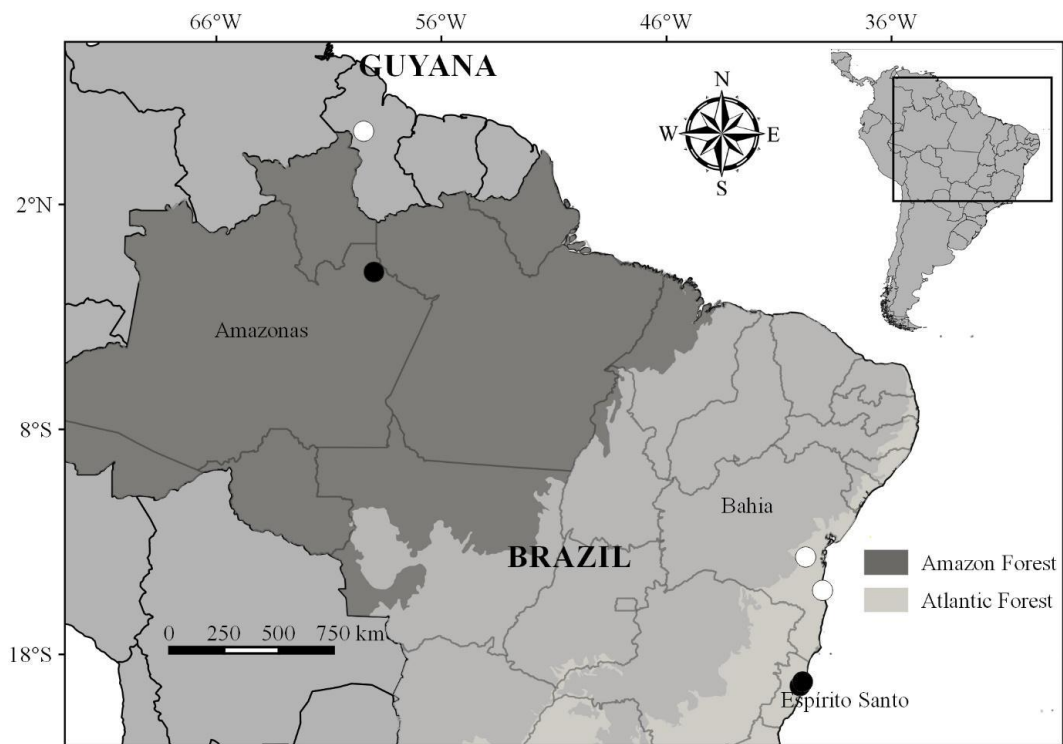 66°W 56°W 46°W 36°W
GUYANA
N
W E
S
2°N
Amazonas
8°S
Bahia
BRAZIL
Amazon Forest
Atlantic Forest
0 250 500 750 km
18°S
Espírito Santo